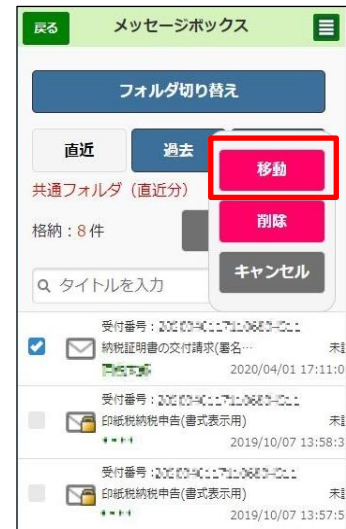 戻る
メッセージボックス
フォルダ切り替え
直近
過去
移動
共通フォルダ（直近分）
削除
格納：8件
キャンセル
タイトルを入力
受付番号：
納税証明書の交付請求(署名…
2020/04/01 17:11:0
受付番号：
印紙税納税申告(書式表示用)
2019/10/07 13:58:3
受付番号：
印紙税納税申告(書式表示用)
2019/10/07 13:57:5